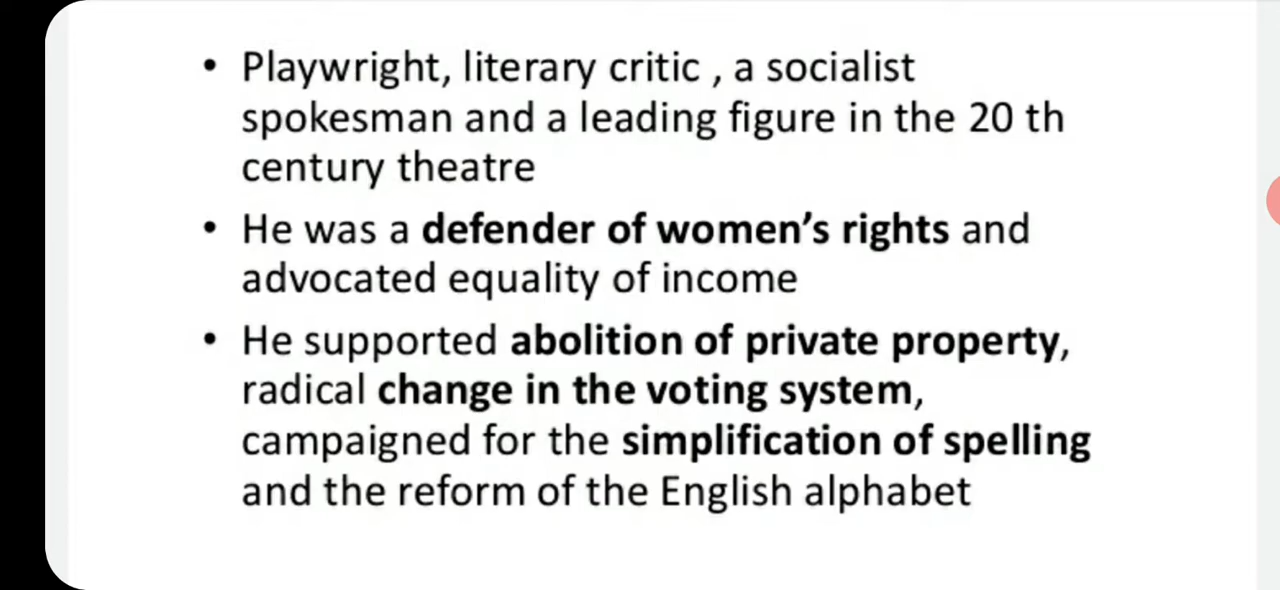 • Playwright, literary critic , a socialist
spokesman and a leading figure in the 20 th
century theatre
• He was a defender of women’s rights and
advocated equality of income
• He supported abolition of private property,
radical change in the voting system,
campaigned for the simplification of spelling
and the reform of the English alphabet